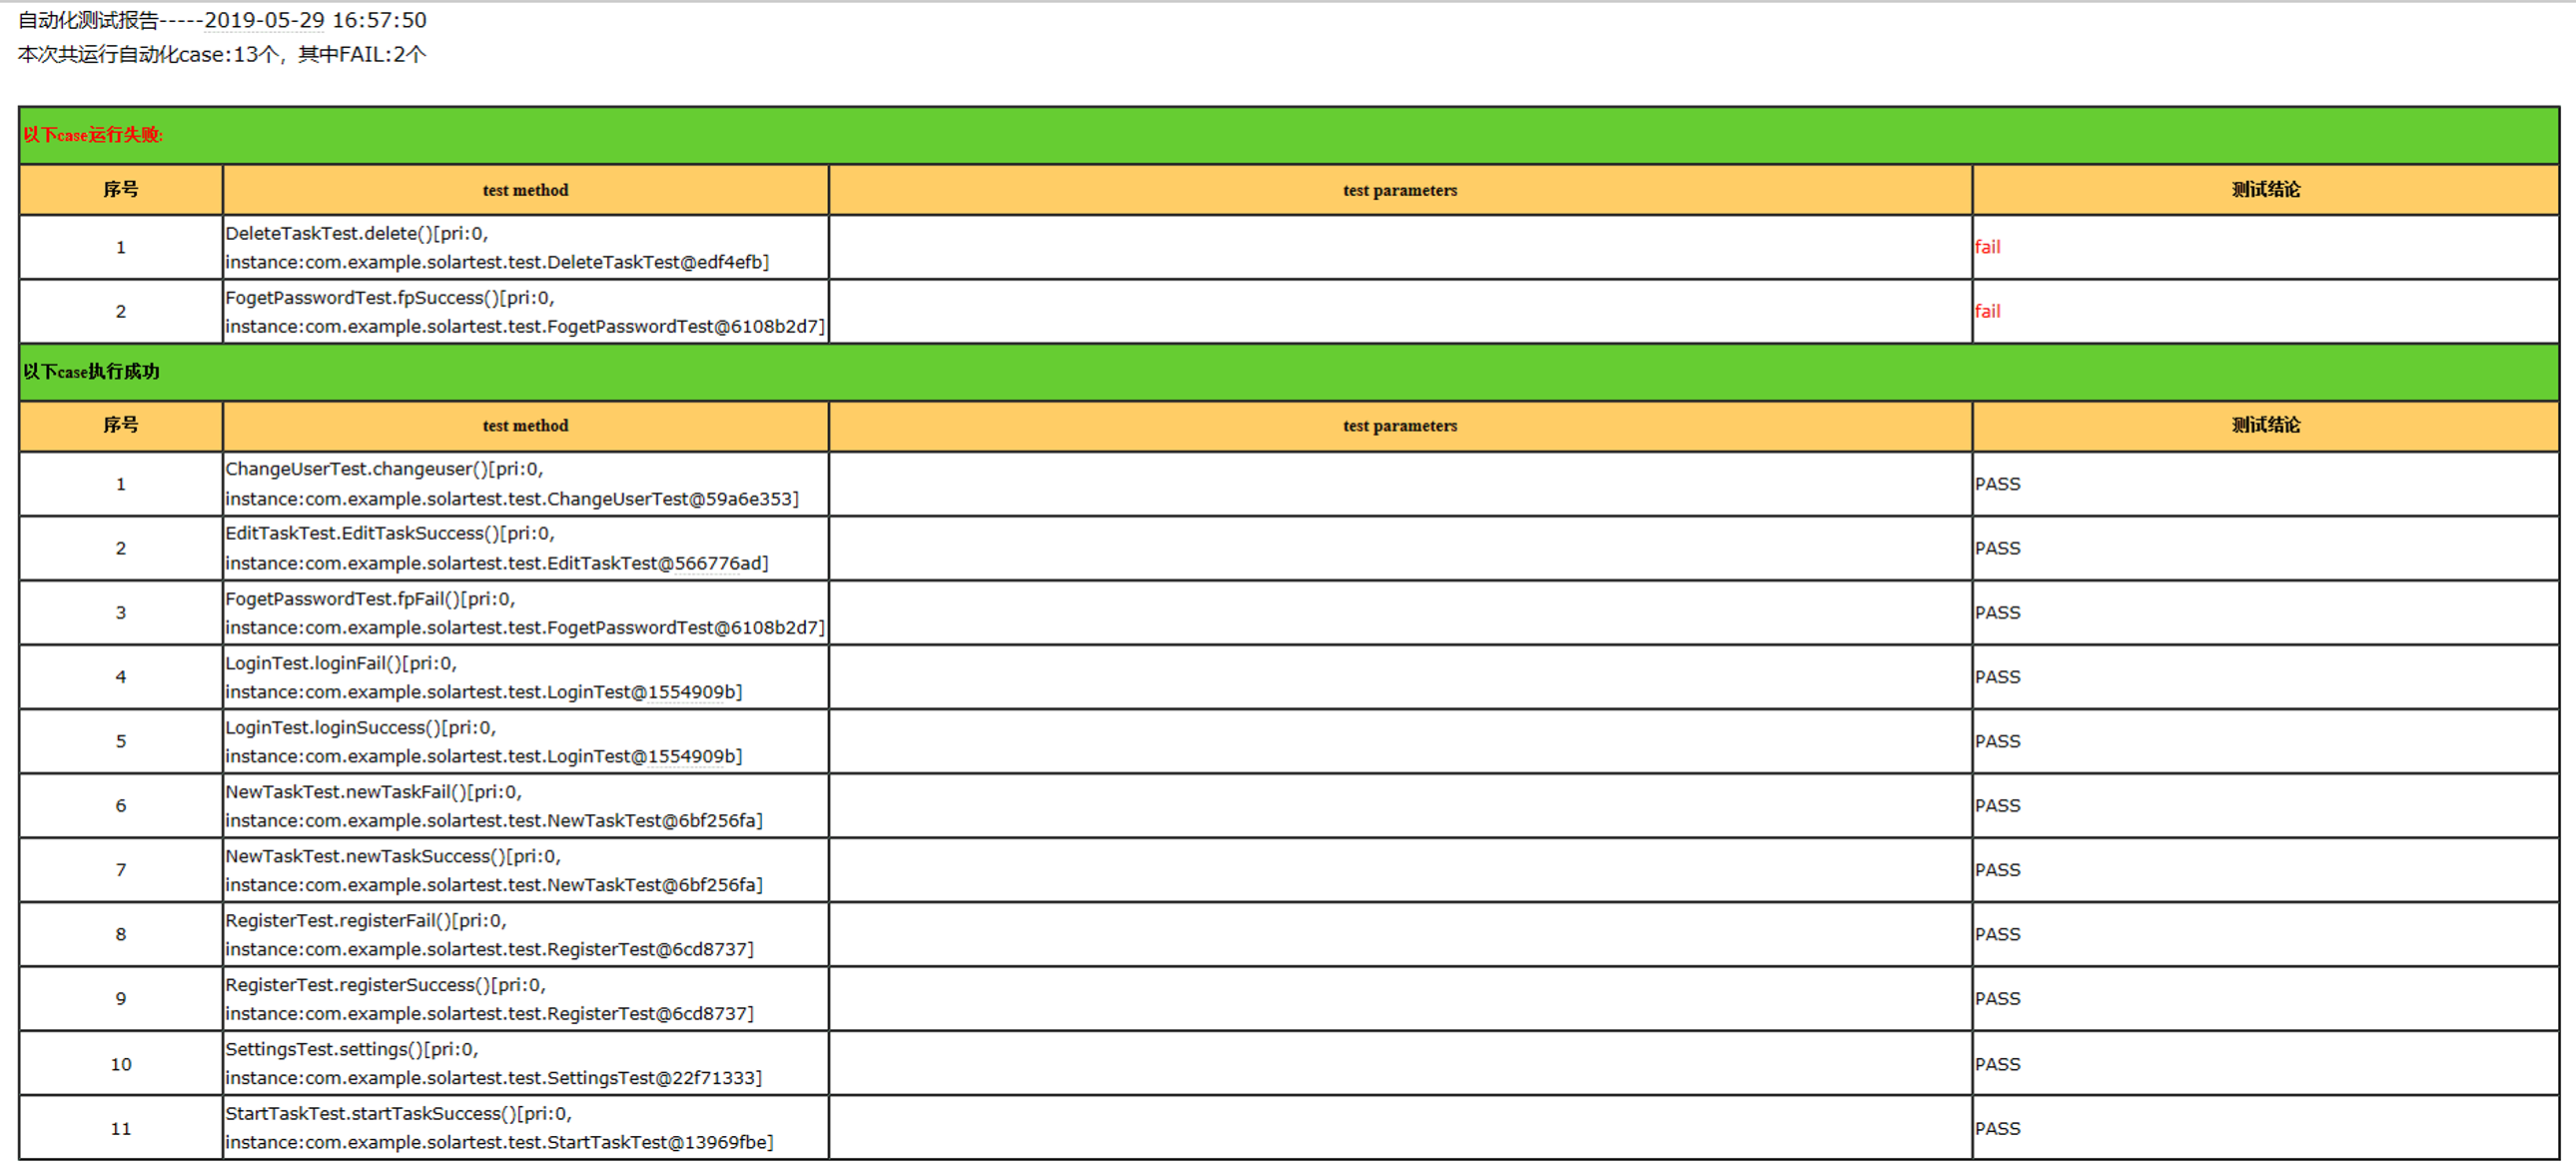 自动化测试报告-----2019-05-29 16:57:50
本次共运行自动化case:13个，其中FAIL:2个
以下case运行失败:
序号 test method test parameters 测试结论
1 DeleteTaskTest.delete()[pri:0, fail
instance:com.example.solartest.test.DeleteTaskTest@edf4efb]
2 FogetPasswordTest.fpSuccess()[pri:0, fail
instance:com.example.solartest.test.FogetPasswordTest@6108b2d7]
以下case执行成功
序号 test method test parameters 测试结论
1 ChangeUserTest.changeuser()[pri:0, PASS
instance:com.example.solartest.test.ChangeUserTest@59a6e353]
2 EditTaskTest.EditTaskSuccess()[pri:0, PASS
instance:com.example.solartest.test.EditTaskTest@566776ad]
3 FogetPasswordTest.fpFail()[pri:0, PASS
instance:com.example.solartest.test.FogetPasswordTest@6108b2d7]
4 LoginTest.loginFail()[pri:0, PASS
instance:com.example.solartest.test.LoginTest@1554909b]
5 LoginTest.loginSuccess()[pri:0, PASS
instance:com.example.solartest.test.LoginTest@1554909b]
6 NewTaskTest.newTaskFail()[pri:0, PASS
instance:com.example.solartest.test.NewTaskTest@6bf256fa]
7 NewTaskTest.newTaskSuccess()[pri:0, PASS
instance:com.example.solartest.test.NewTaskTest@6bf256fa]
8 RegisterTest.registerFail()[pri:0, PASS
instance:com.example.solartest.test.RegisterTest@6cd8737]
9 RegisterTest.registerSuccess()[pri:0, PASS
instance:com.example.solartest.test.RegisterTest@6cd8737]
10 SettingsTest.settings()[pri:0, PASS
instance:com.example.solartest.test.SettingsTest@22f71333]
11 StartTaskTest.startTaskSuccess()[pri:0, PASS
instance:com.example.solartest.test.StartTaskTest@13969fbe]